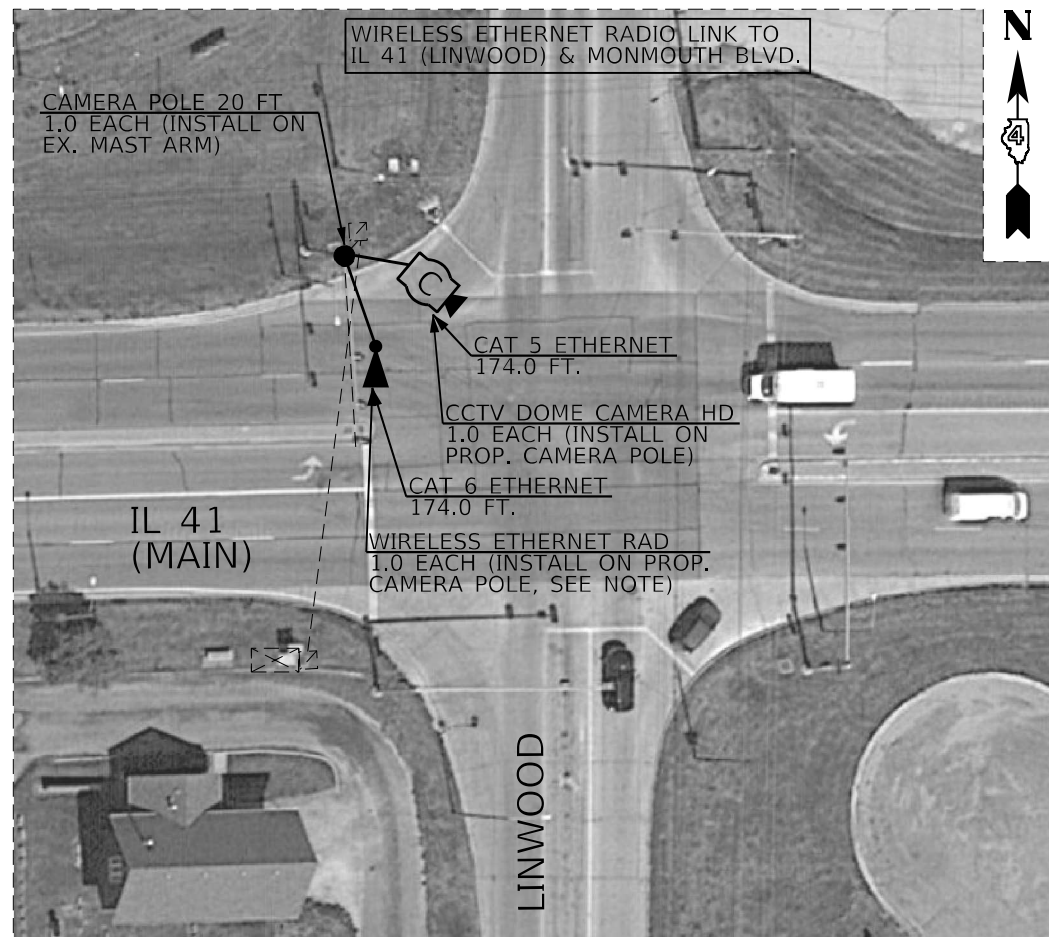 WIRELESS ETHERNET RADIO LINK TO
IL 41 (LINWOOD) & MONMOUTH BLVD.
N
4
CAMERA POLE 20 FT
1.0 EACH (INSTALL ON
EX. MAST ARM)
C
CAT 5 ETHERNET
174.0 FT.
CCTV DOME CAMERA HD
1.0 EACH (INSTALL ON
PROP. CAMERA POLE)
CAT 6 ETHERNET
174.0 FT.
IL 41
(MAIN)
WIRELESS ETHERNET RAD
1.0 EACH (INSTALL ON PROP.
CAMERA POLE, SEE NOTE)
LINWOOD